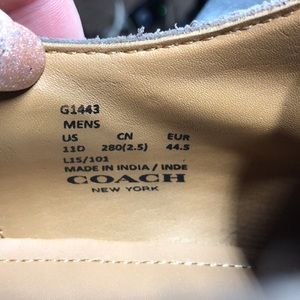 G1443
MENS
US CN EUR
11D 280(2.5) 44.5
L15/101
MADE IN INDIA / INDE
COACH
NEW YORK